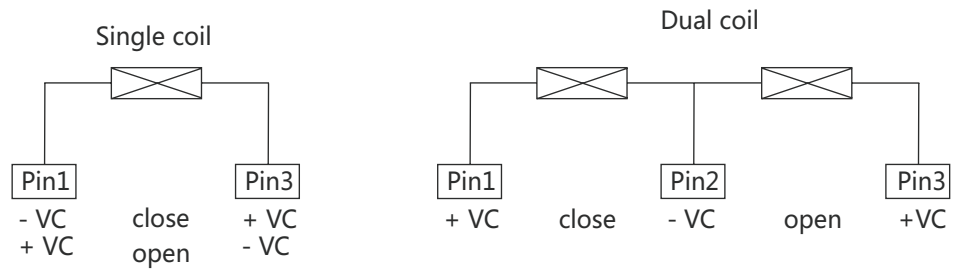 Single coil
Dual coil
Pin1 Pin3 Pin1 Pin2 Pin3
- VC close + VC + VC close - VC open +VC
+ VC open - VC